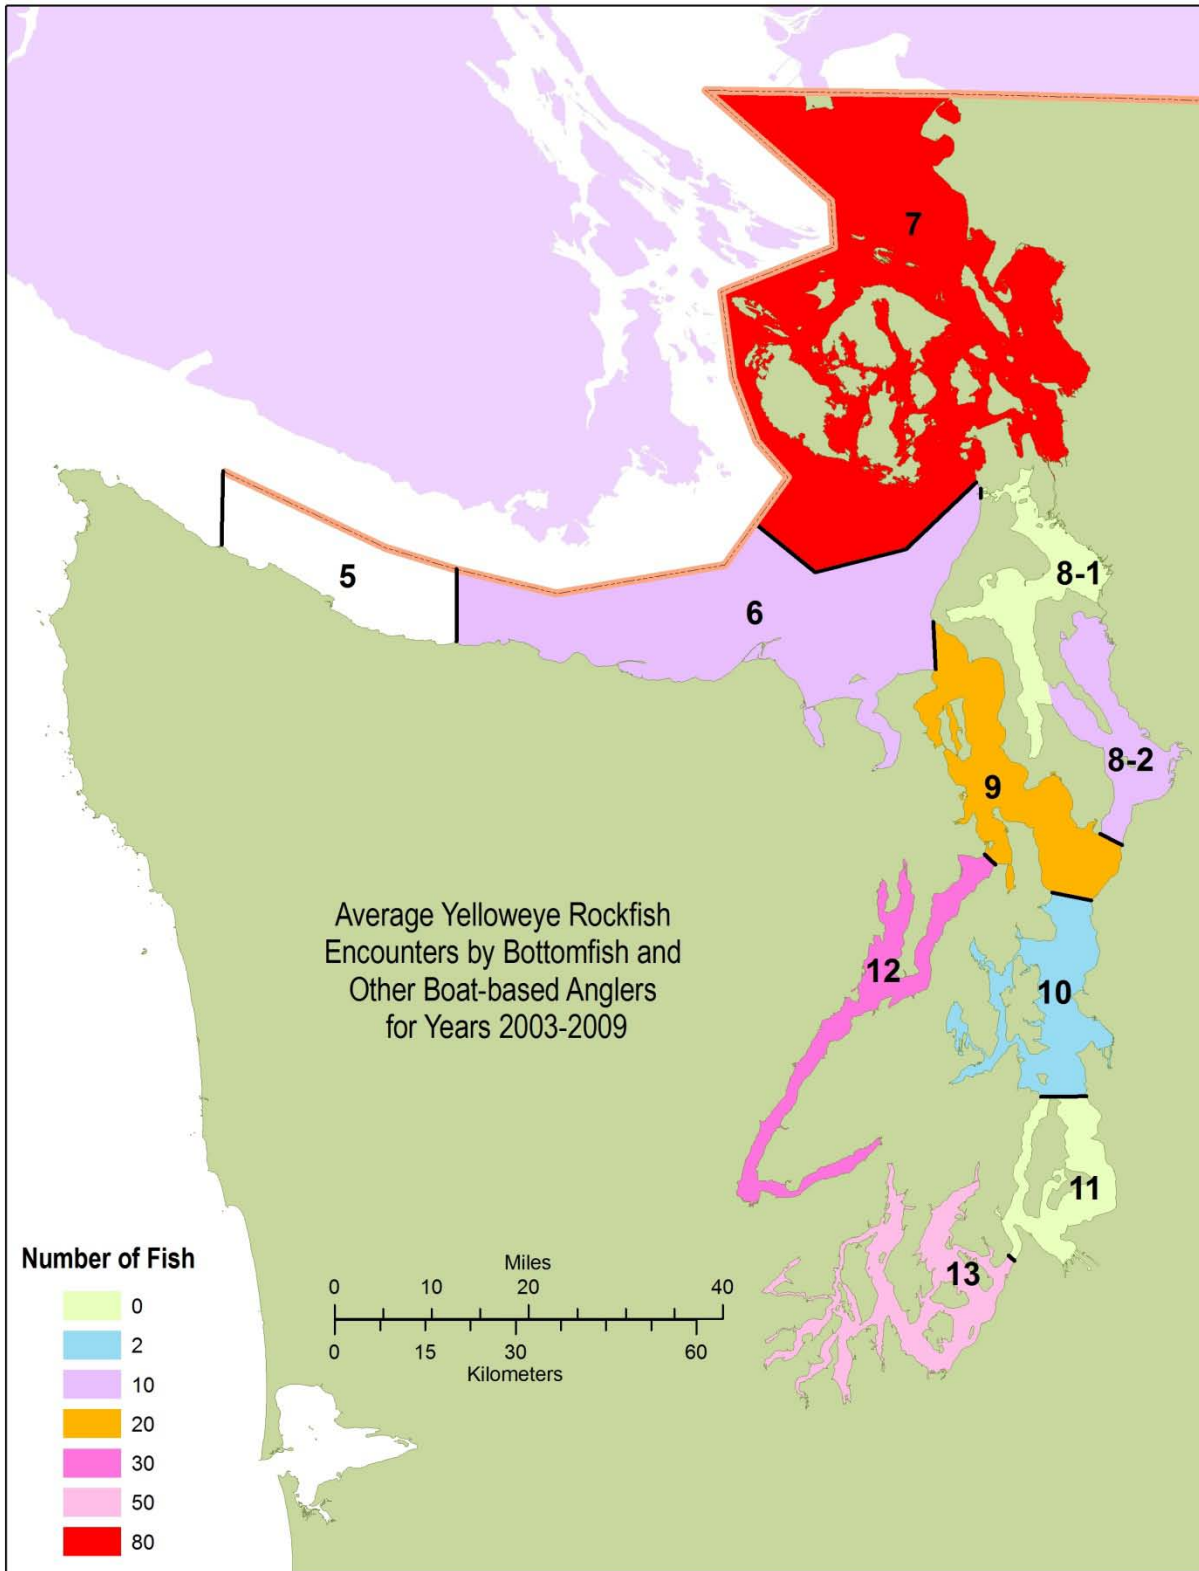 7
5
6
8-1
8-2
9
Average Yelloweye Rockfish
Encounters by Bottomfish and
Other Boat-based Anglers
for Years 2003-2009
12
10
11
13
Number of Fish
0
2
10
20
30
50
80
Miles
0 10 20 40
0 15 30 60
Kilometers